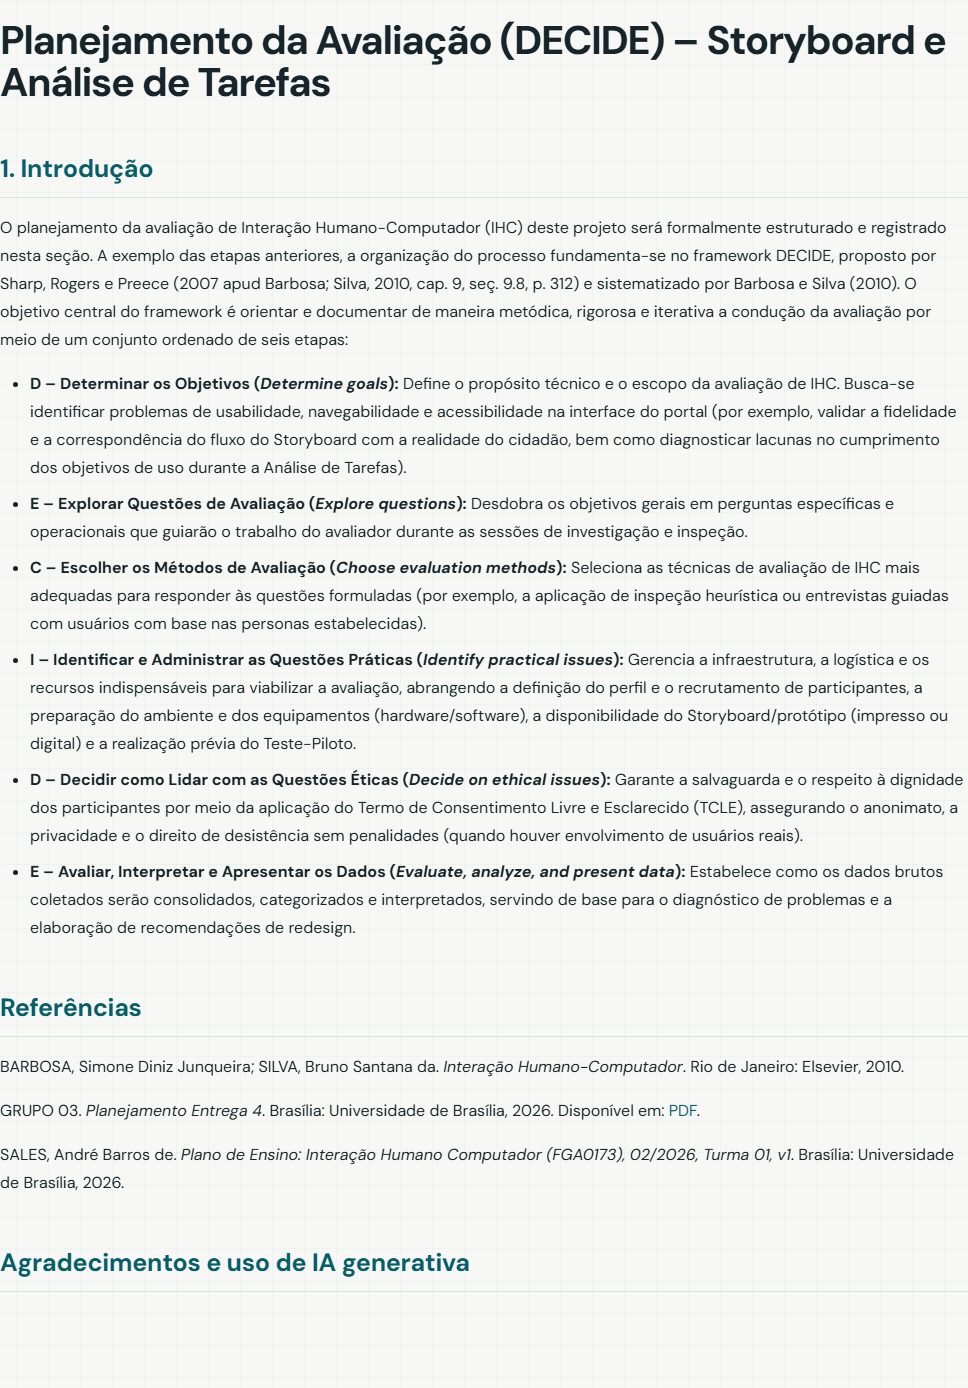 Planejamento da Avaliação (DECIDE) – Storyboard e
Análise de Tarefas
1. Introdução
O planejamento da avaliação de Interação Humano-Computador (IHC) deste projeto será formalmente estruturado e registrado
nesta seção. A exemplo das etapas anteriores, a organização do processo fundamenta-se no framework DECIDE, proposto por
Sharp, Rogers e Preece (2007 apud Barbosa; Silva, 2010, cap. 9, seç. 9.8, p. 312) e sistematizado por Barbosa e Silva (2010). O
objetivo central do framework é orientar e documentar de maneira metódica, rigorosa e iterativa a condução da avaliação por
meio de um conjunto ordenado de seis etapas:
• D – Determinar os Objetivos (Determine goals): Define o propósito técnico e o escopo da avaliação de IHC. Busca-se
identificar problemas de usabilidade, navegabilidade e acessibilidade na interface do portal (por exemplo, validar a fidelidade
e a correspondência do fluxo do Storyboard com a realidade do cidadão, bem como diagnosticar lacunas no cumprimento
dos objetivos de uso durante a Análise de Tarefas).
• E – Explorar Questões de Avaliação (Explore questions): Desdobra os objetivos gerais em perguntas específicas e
operacionais que guiarão o trabalho do avaliador durante as sessões de investigação e inspeção.
• C – Escolher os Métodos de Avaliação (Choose evaluation methods): Seleciona as técnicas de avaliação de IHC mais
adequadas para responder às questões formuladas (por exemplo, a aplicação de inspeção heurística ou entrevistas guiadas
com usuários com base nas personas estabelecidas).
• I – Identificar e Administrar as Questões Práticas (Identify practical issues): Gerencia a infraestrutura, a logística e os
recursos indispensáveis para viabilizar a avaliação, abrangendo a definição do perfil e o recrutamento de participantes, a
preparação do ambiente e dos equipamentos (hardware/software), a disponibilidade do Storyboard/protótipo (impresso ou
digital) e a realização prévia do Teste-Piloto.
• D – Decidir como Lidar com as Questões Éticas (Decide on ethical issues): Garante a salvaguarda e o respeito à dignidade
dos participantes por meio da aplicação do Termo de Consentimento Livre e Esclarecido (TCLE), assegurando o anonimato, a
privacidade e o direito de desistência sem penalidades (quando houver envolvimento de usuários reais).
• E – Avaliar, Interpretar e Apresentar os Dados (Evaluate, analyze, and present data): Estabelece como os dados brutos
coletados serão consolidados, categorizados e interpretados, servindo de base para o diagnóstico de problemas e a
elaboração de recomendações de redesign.
Referências
BARBOSA, Simone Diniz Junqueira; SILVA, Bruno Santana da. Interação Humano-Computador. Rio de Janeiro: Elsevier, 2010.
GRUPO 03. Planejamento Entrega 4. Brasília: Universidade de Brasília, 2026. Disponível em: PDF.
SALES, André Barros de. Plano de Ensino: Interação Humano Computador (FGA0173), 02/2026, Turma 01, v1. Brasília: Universidade
de Brasília, 2026.
Agradecimentos e uso de IA generativa